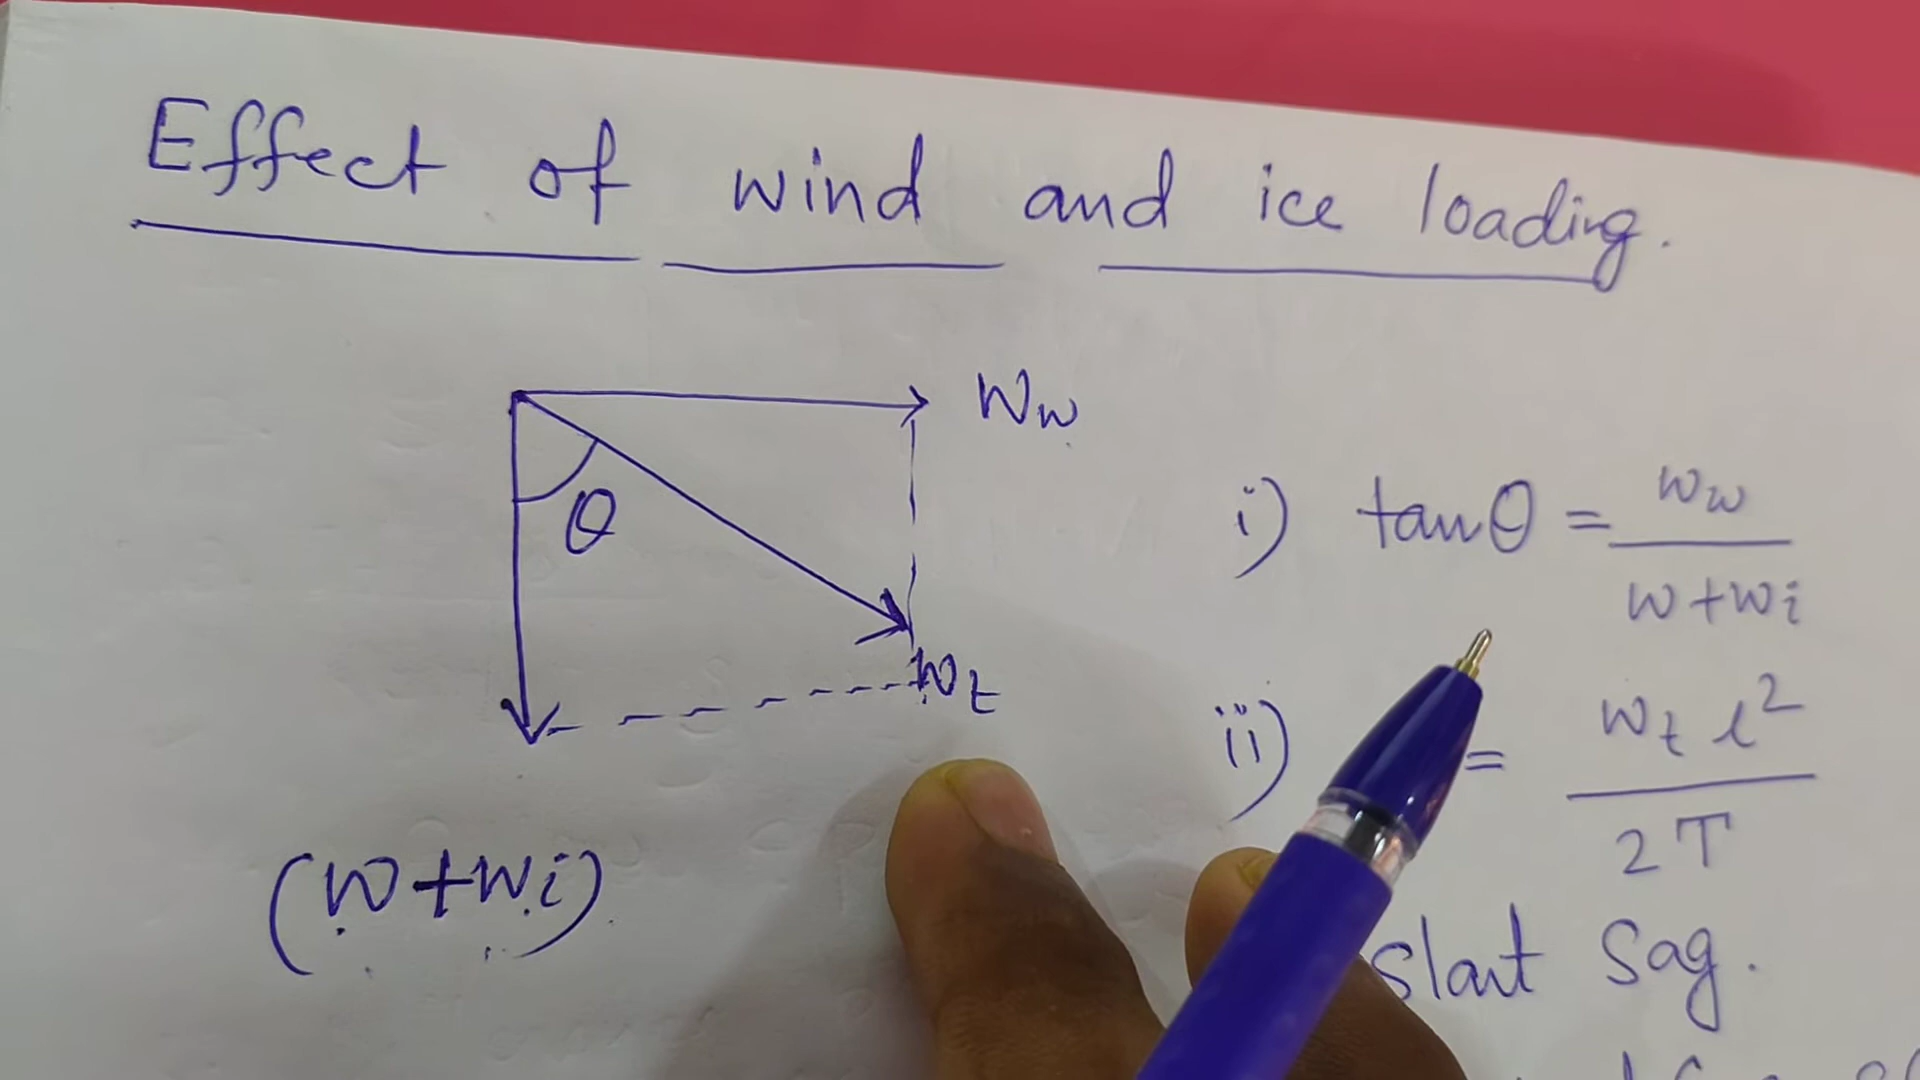 Effect of wind and ice loading.
Ww
θ
Wt
(W+Wi)
i) tanθ = Ww / W+Wi
ii) = Wt l² / 2T
slant sag.